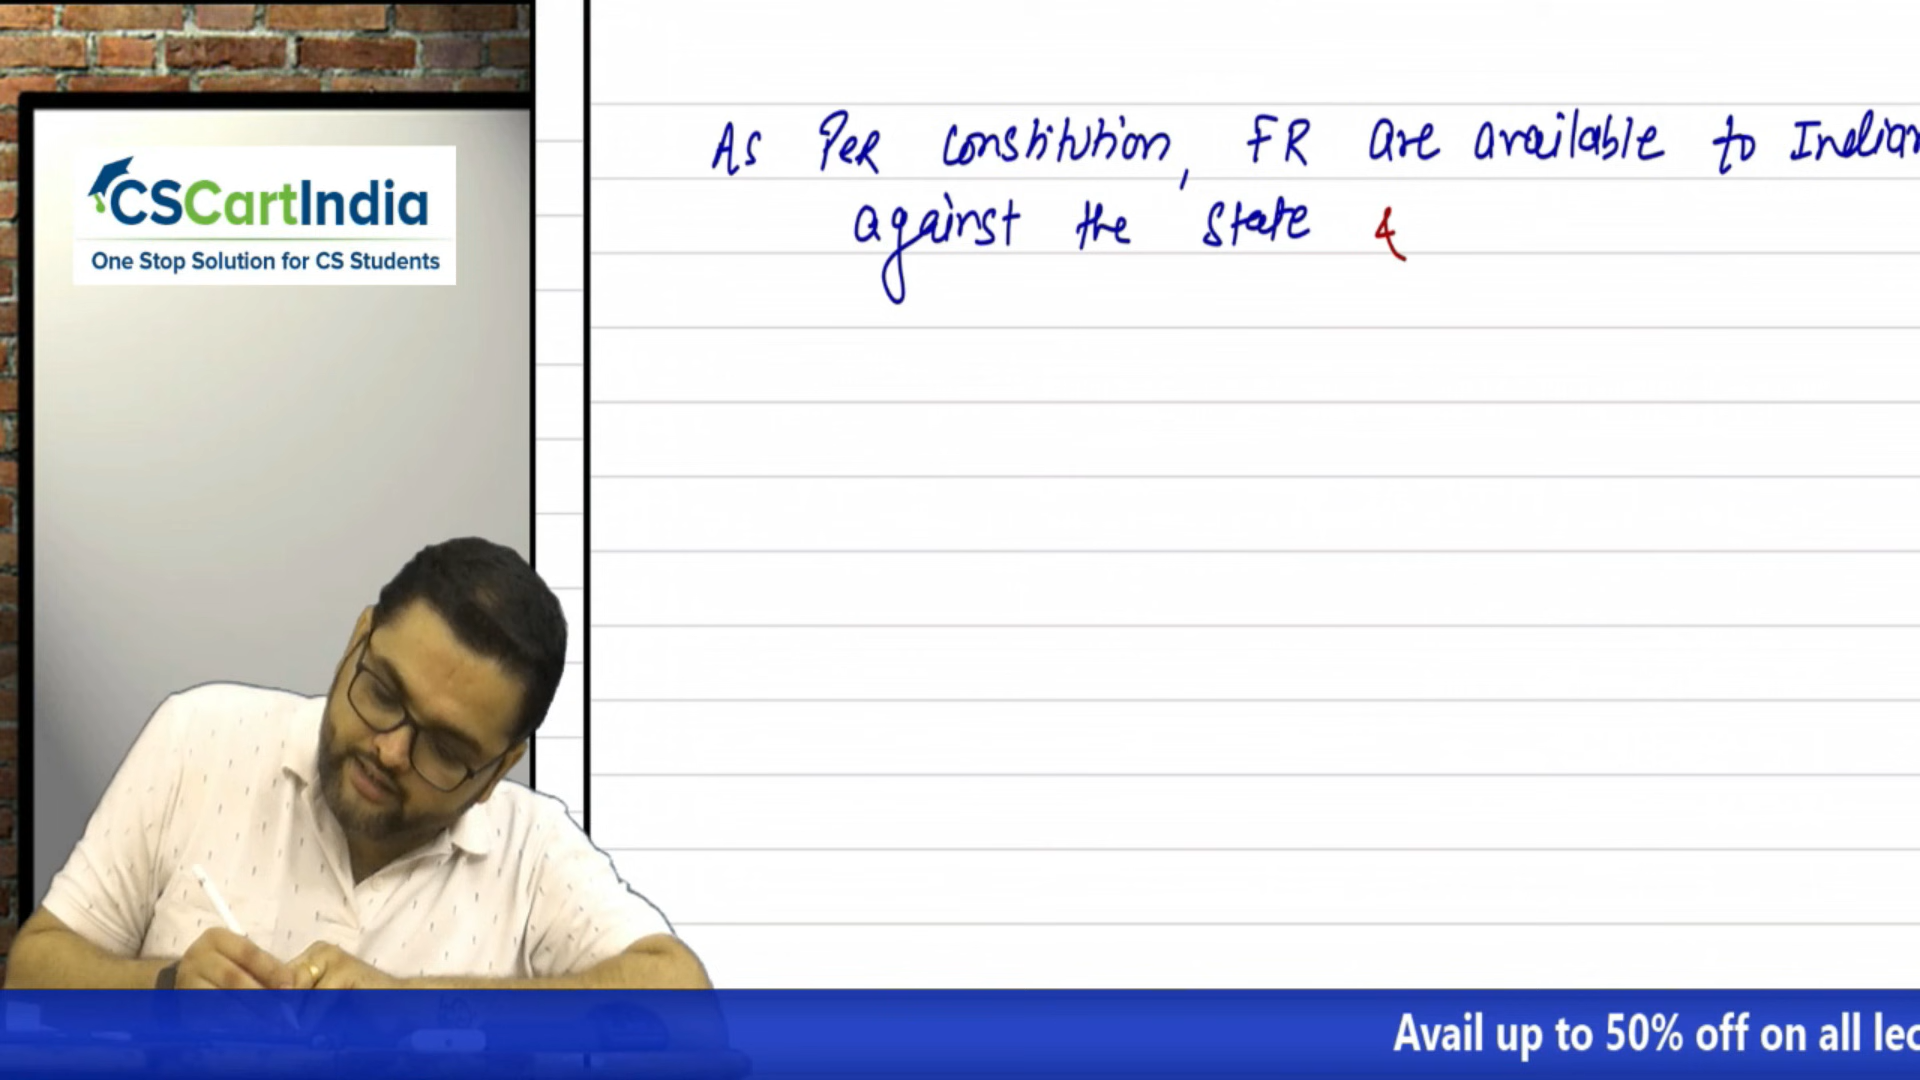 CSCartIndia
One Stop Solution for CS Students
As Per constitution, FR are available to Indian
against the state &
Avail up to 50% off on all lec